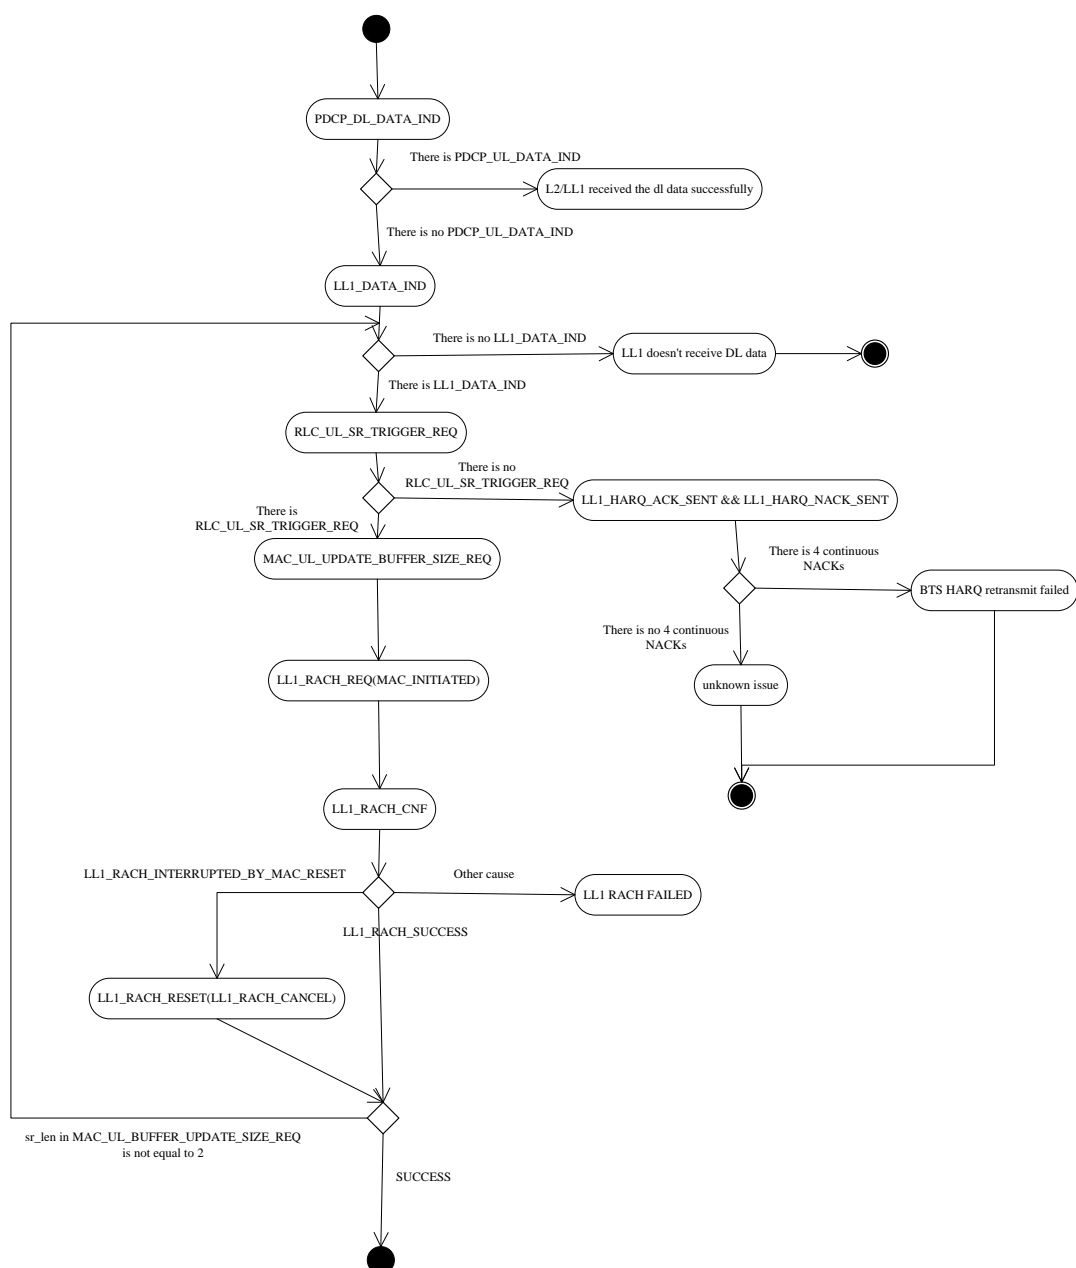 PDCP_DL_DATA_IND
There is PDCP_UL_DATA_IND
L2/LL1 received the dl data successfully
There is no PDCP_UL_DATA_IND
LL1_DATA_IND
There is no LL1_DATA_IND
LL1 doesn't receive DL data
There is LL1_DATA_IND
RLC_UL_SR_TRIGGER_REQ
There is no
RLC_UL_SR_TRIGGER_REQ
LL1_HARQ_ACK_SENT && LL1_HARQ_NACK_SENT
There is
RLC_UL_SR_TRIGGER_REQ
MAC_UL_UPDATE_BUFFER_SIZE_REQ
There is 4 continuous
NACKs
BTS HARQ retransmit failed
There is no 4 continuous
NACKs
unknown issue
LL1_RACH_REQ(MAC_INITIATED)
LL1_RACH_CNF
LL1_RACH_INTERRUPTED_BY_MAC_RESET
Other cause
LL1 RACH FAILED
LL1_RACH_SUCCESS
LL1_RACH_RESET(LL1_RACH_CANCEL)
sr_len in MAC_UL_BUFFER_UPDATE_SIZE_REQ
is not equal to 2
SUCCESS